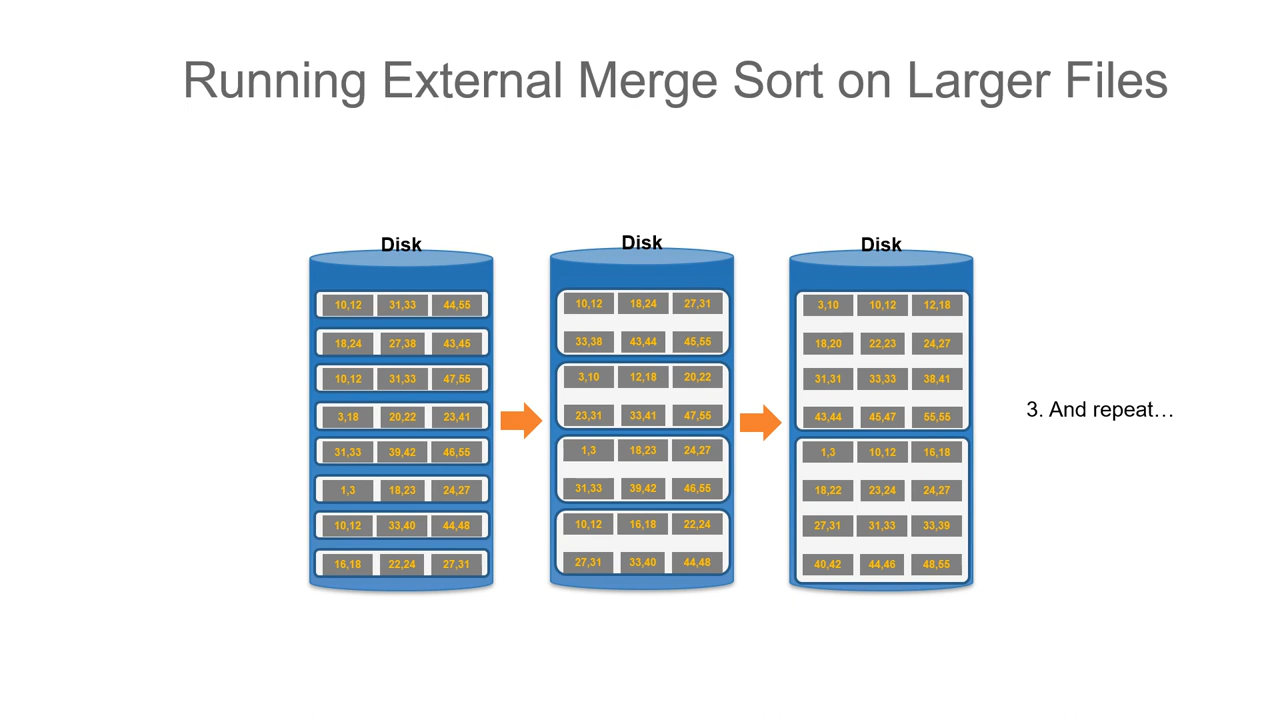 Running External Merge Sort on Larger Files
Disk
10,12 31,33 44,55
18,24 27,38 43,45
10,12 31,33 47,55
3,18 20,22 23,41
31,33 39,42 46,55
1,3 18,23 24,27
10,12 33,40 44,48
16,18 22,24 27,31
Disk
10,12 18,24 27,31
33,38 43,44 45,55
3,10 12,18 20,22
23,31 33,41 47,55
1,3 18,23 24,27
31,33 39,42 46,55
10,12 16,18 22,24
27,31 33,40 44,48
Disk
3,10 10,12 12,18
18,20 22,23 24,27
31,31 33,33 38,41
43,44 45,47 55,55
1,3 10,12 16,18
18,22 23,24 24,27
27,31 31,33 33,39
40,42 44,46 48,55
3. And repeat…